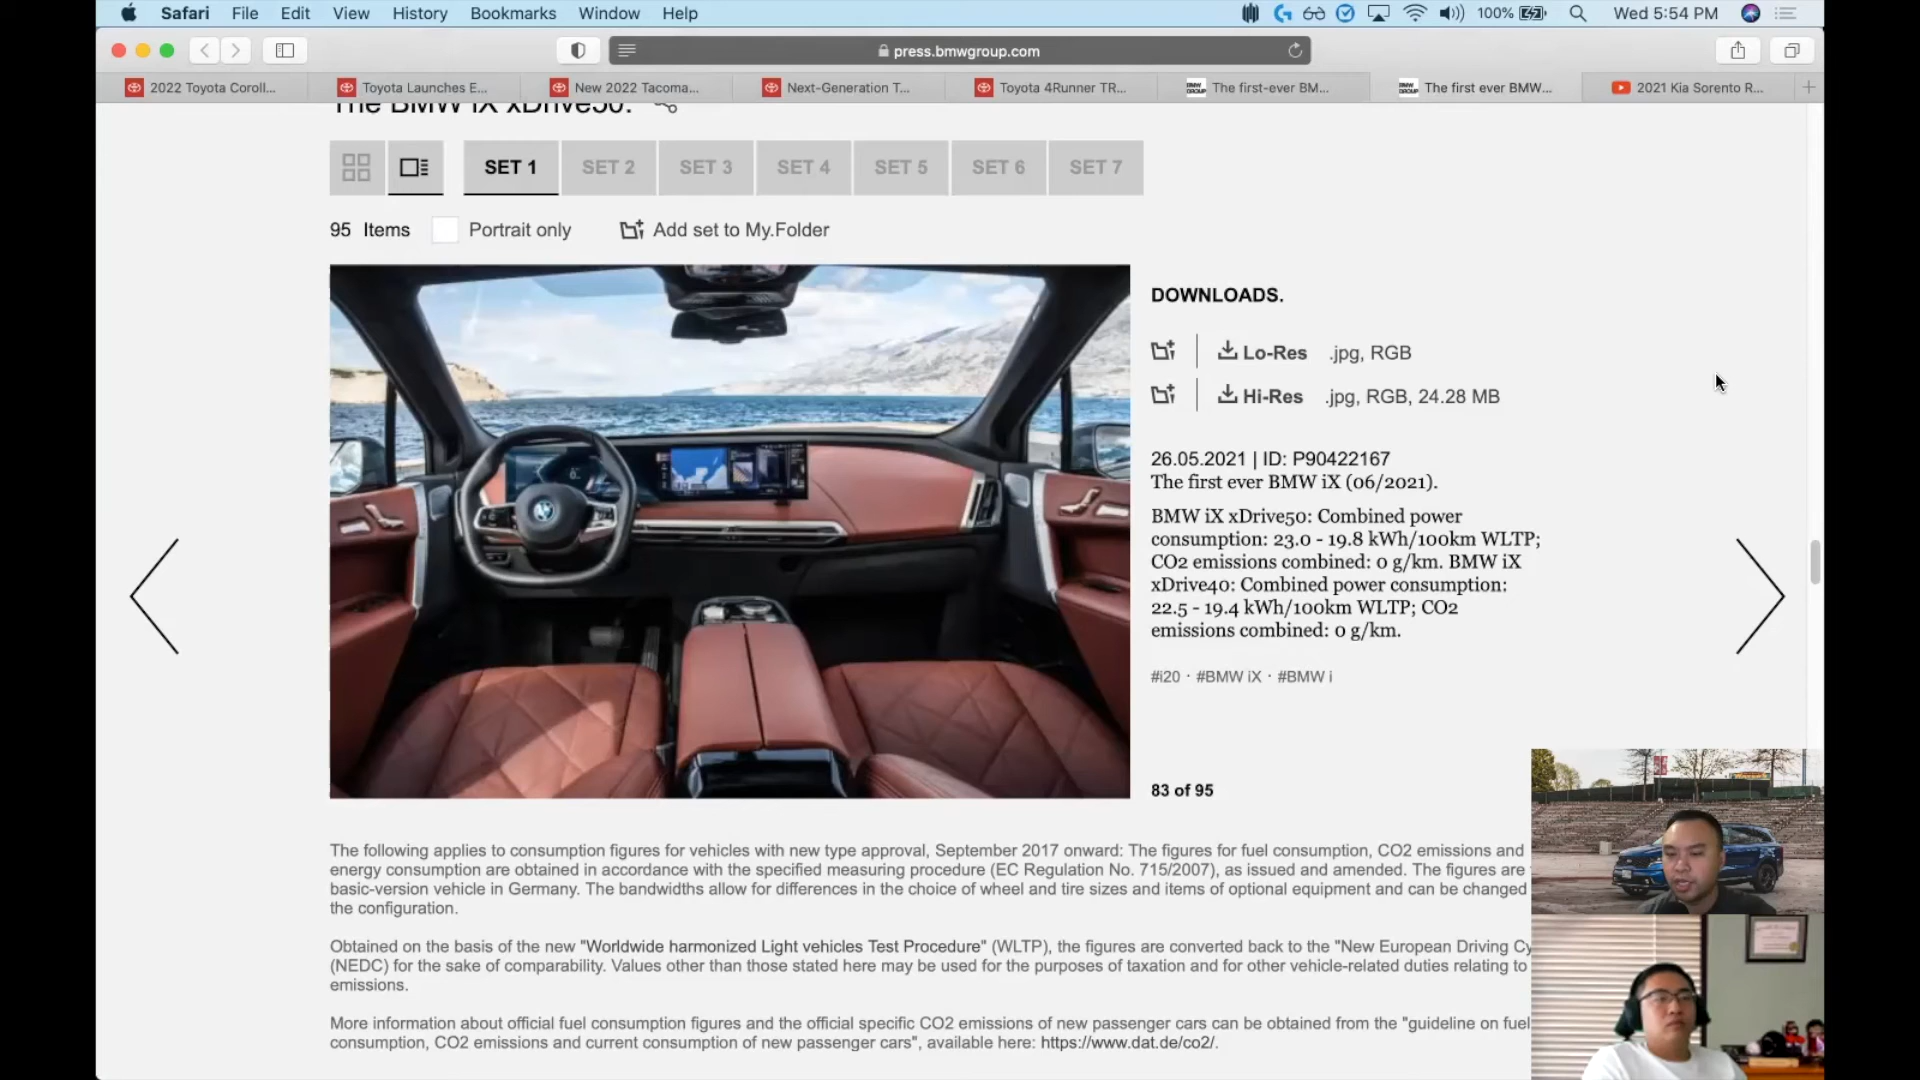 Safari File Edit View History Bookmarks Window Help 100% Wed 5:54 PM
press.bmwgroup.com
2022 Toyota Coroll... Toyota Launches E... New 2022 Tacoma... Next-Generation T... Toyota 4Runner TR... The first-ever BM... The first ever BMW... 2021 Kia Sorento R...
The BMW iX xDrive50.
SET 1 SET 2 SET 3 SET 4 SET 5 SET 6 SET 7
95 Items Portrait only Add set to My.Folder
DOWNLOADS.
Lo-Res .jpg, RGB
Hi-Res .jpg, RGB, 24.28 MB
26.05.2021 | ID: P90422167
The first ever BMW iX (06/2021).
BMW iX xDrive50: Combined power
consumption: 23.0 - 19.8 kWh/100km WLTP;
CO2 emissions combined: 0 g/km. BMW iX
xDrive40: Combined power consumption:
22.5 - 19.4 kWh/100km WLTP; CO2
emissions combined: 0 g/km.
#i20 · #BMW iX · #BMW i
83 of 95
The following applies to consumption figures for vehicles with new type approval, September 2017 onward: The figures for fuel consumption, CO2 emissions and
energy consumption are obtained in accordance with the specified measuring procedure (EC Regulation No. 715/2007), as issued and amended. The figures are
basic-version vehicle in Germany. The bandwidths allow for differences in the choice of wheel and tire sizes and items of optional equipment and can be changed
the configuration.
Obtained on the basis of the new "Worldwide harmonized Light vehicles Test Procedure" (WLTP), the figures are converted back to the "New European Driving Cy
(NEDC) for the sake of comparability. Values other than those stated here may be used for the purposes of taxation and for other vehicle-related duties relating to
emissions.
More information about official fuel consumption figures and the official specific CO2 emissions of new passenger cars can be obtained from the "guideline on fuel
consumption, CO2 emissions and current consumption of new passenger cars", available here: https://www.dat.de/co2/.